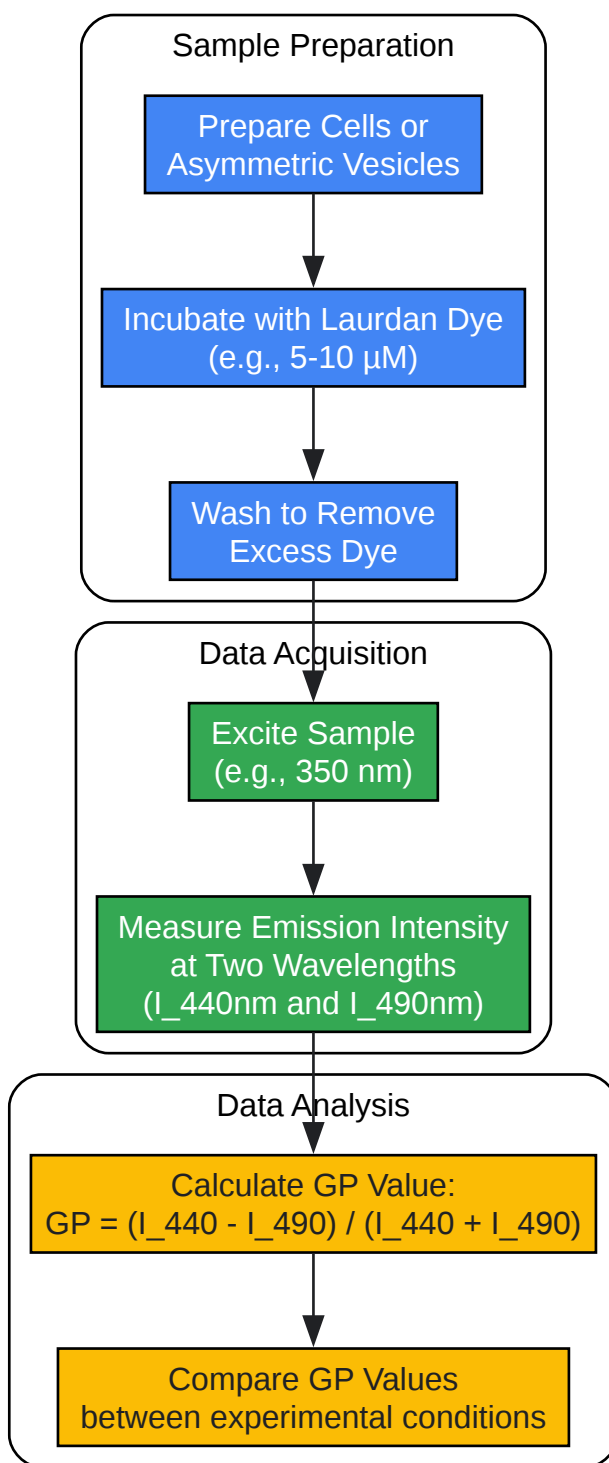 Sample Preparation
Prepare Cells or
Asymmetric Vesicles
Incubate with Laurdan Dye
(e.g., 5-10 µM)
Wash to Remove
Excess Dye
Data Acquisition
Excite Sample
(e.g., 350 nm)
Measure Emission Intensity
at Two Wavelengths
(I_440nm and I_490nm)
Data Analysis
Calculate GP Value:
GP = (I_440 - I_490) / (I_440 + I_490)
Compare GP Values
between experimental conditions